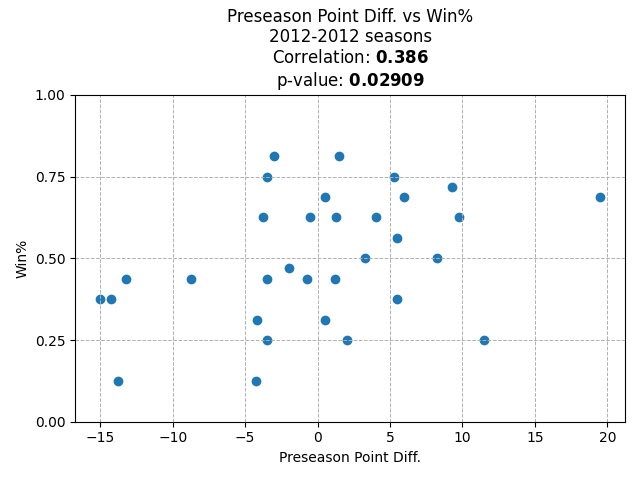 Preseason Point Diff. vs Win%
2012-2012 seasons
Correlation: 0.386
p-value: 0.02909
1.00
0.75
0.50
0.25
0.00
Win%
−15 −10 −5 0 5 10 15 20
Preseason Point Diff.